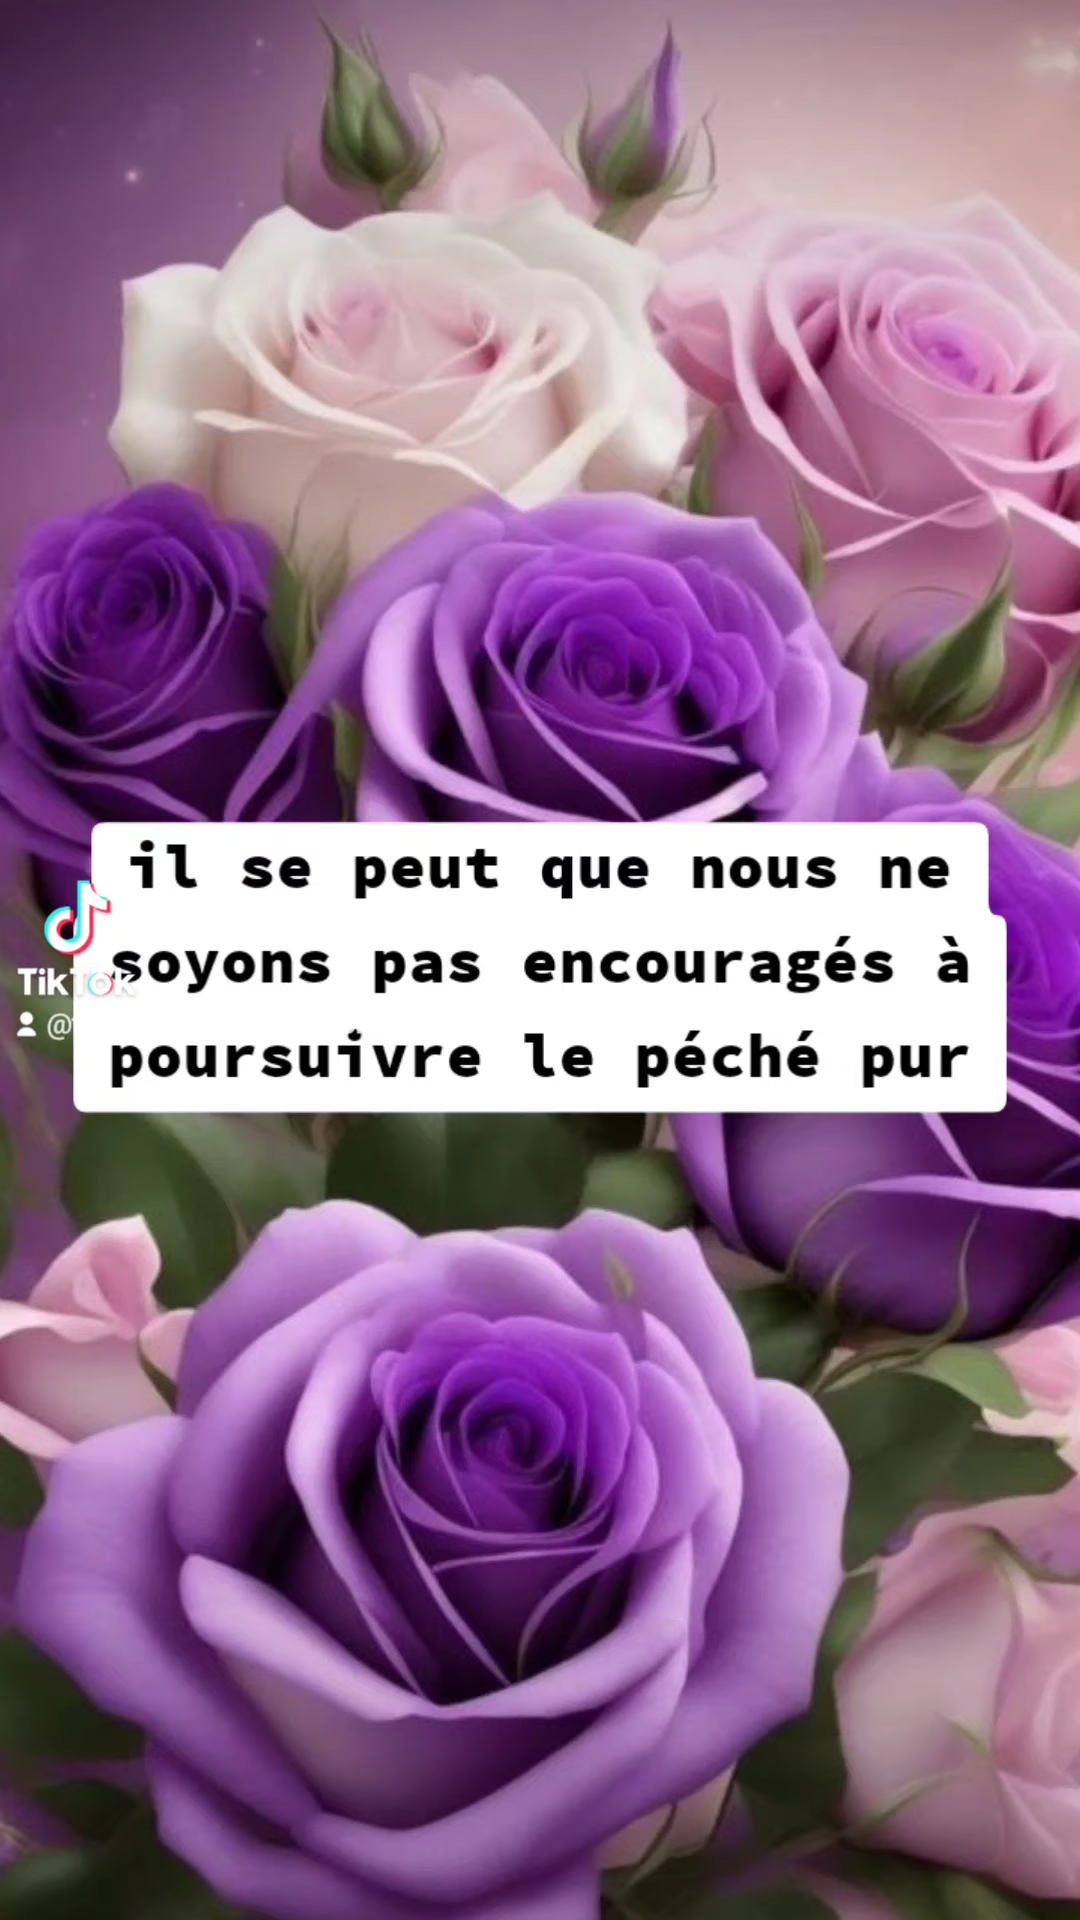 il se peut que nous ne
soyons pas encouragés à
poursuivre le péché pur
TikTok
@